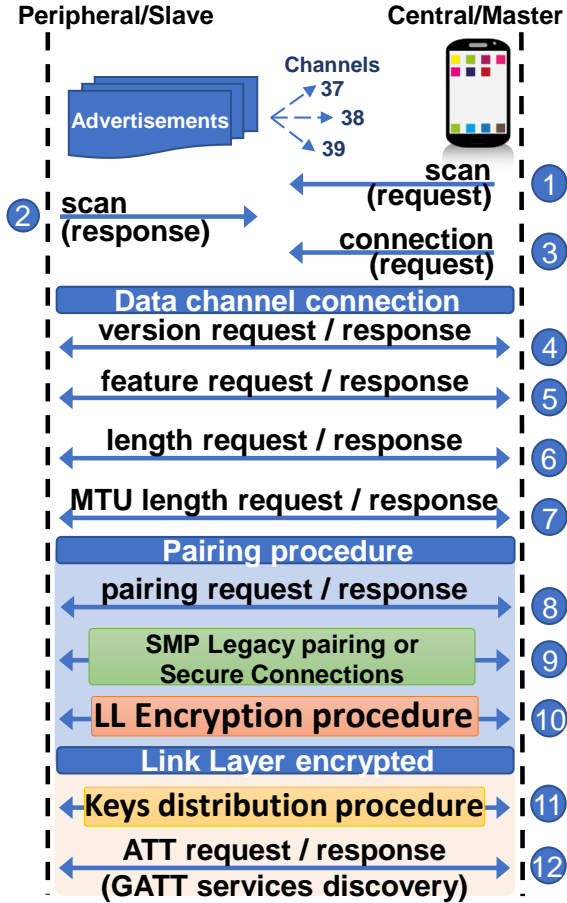 Peripheral/Slave
Central/Master
Channels
37
Advertisements
38
39
scan
(request)
1
2
scan
(response)
connection
(request)
3
Data channel connection
version request / response
4
feature request / response
5
length request / response
6
MTU length request / response
7
Pairing procedure
pairing request / response
8
SMP Legacy pairing or
Secure Connections
9
LL Encryption procedure
10
Link Layer encrypted
Keys distribution procedure
11
ATT request / response
12
(GATT services discovery)